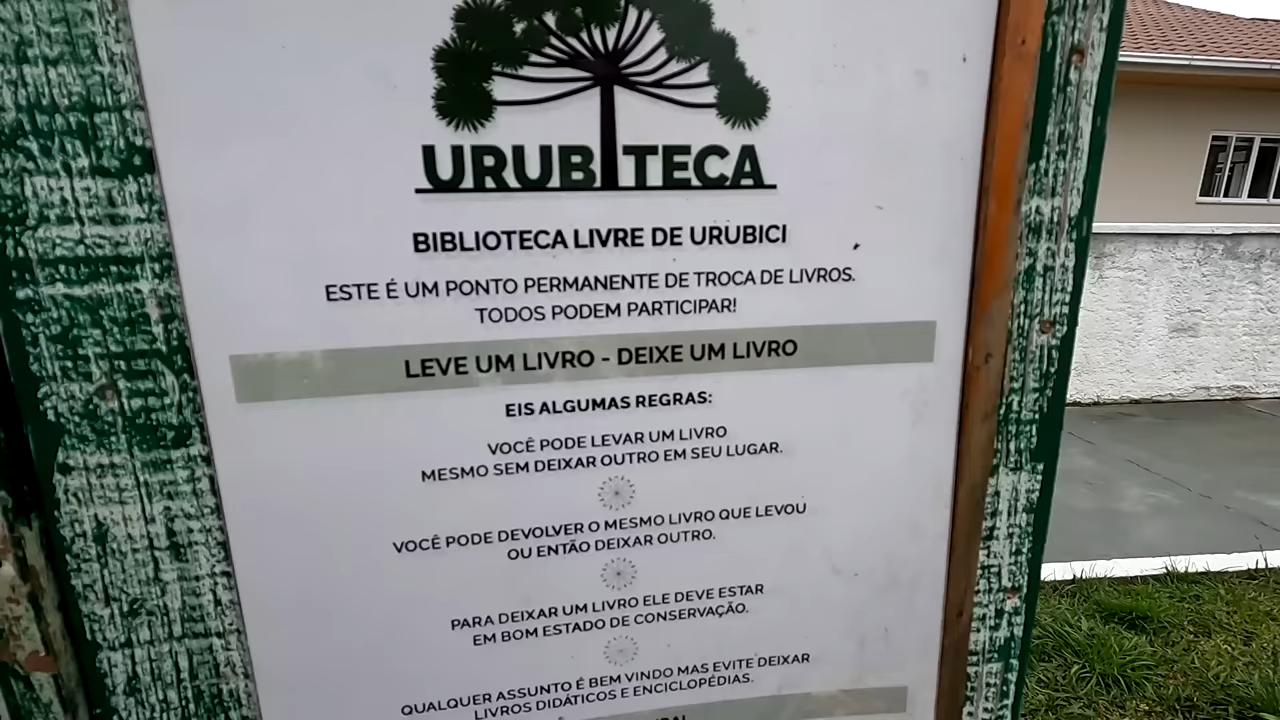 URUBITECA
BIBLIOTECA LIVRE DE URUBICI
ESTE É UM PONTO PERMANENTE DE TROCA DE LIVROS.
TODOS PODEM PARTICIPAR!
LEVE UM LIVRO - DEIXE UM LIVRO
EIS ALGUMAS REGRAS:
VOCÊ PODE LEVAR UM LIVRO
MESMO SEM DEIXAR OUTRO EM SEU LUGAR.
VOCÊ PODE DEVOLVER O MESMO LIVRO QUE LEVOU
OU ENTÃO DEIXAR OUTRO.
PARA DEIXAR UM LIVRO ELE DEVE ESTAR
EM BOM ESTADO DE CONSERVAÇÃO.
QUALQUER ASSUNTO É BEM VINDO MAS EVITE DEIXAR
LIVROS DIDÁTICOS E ENCICLOPÉDIAS.